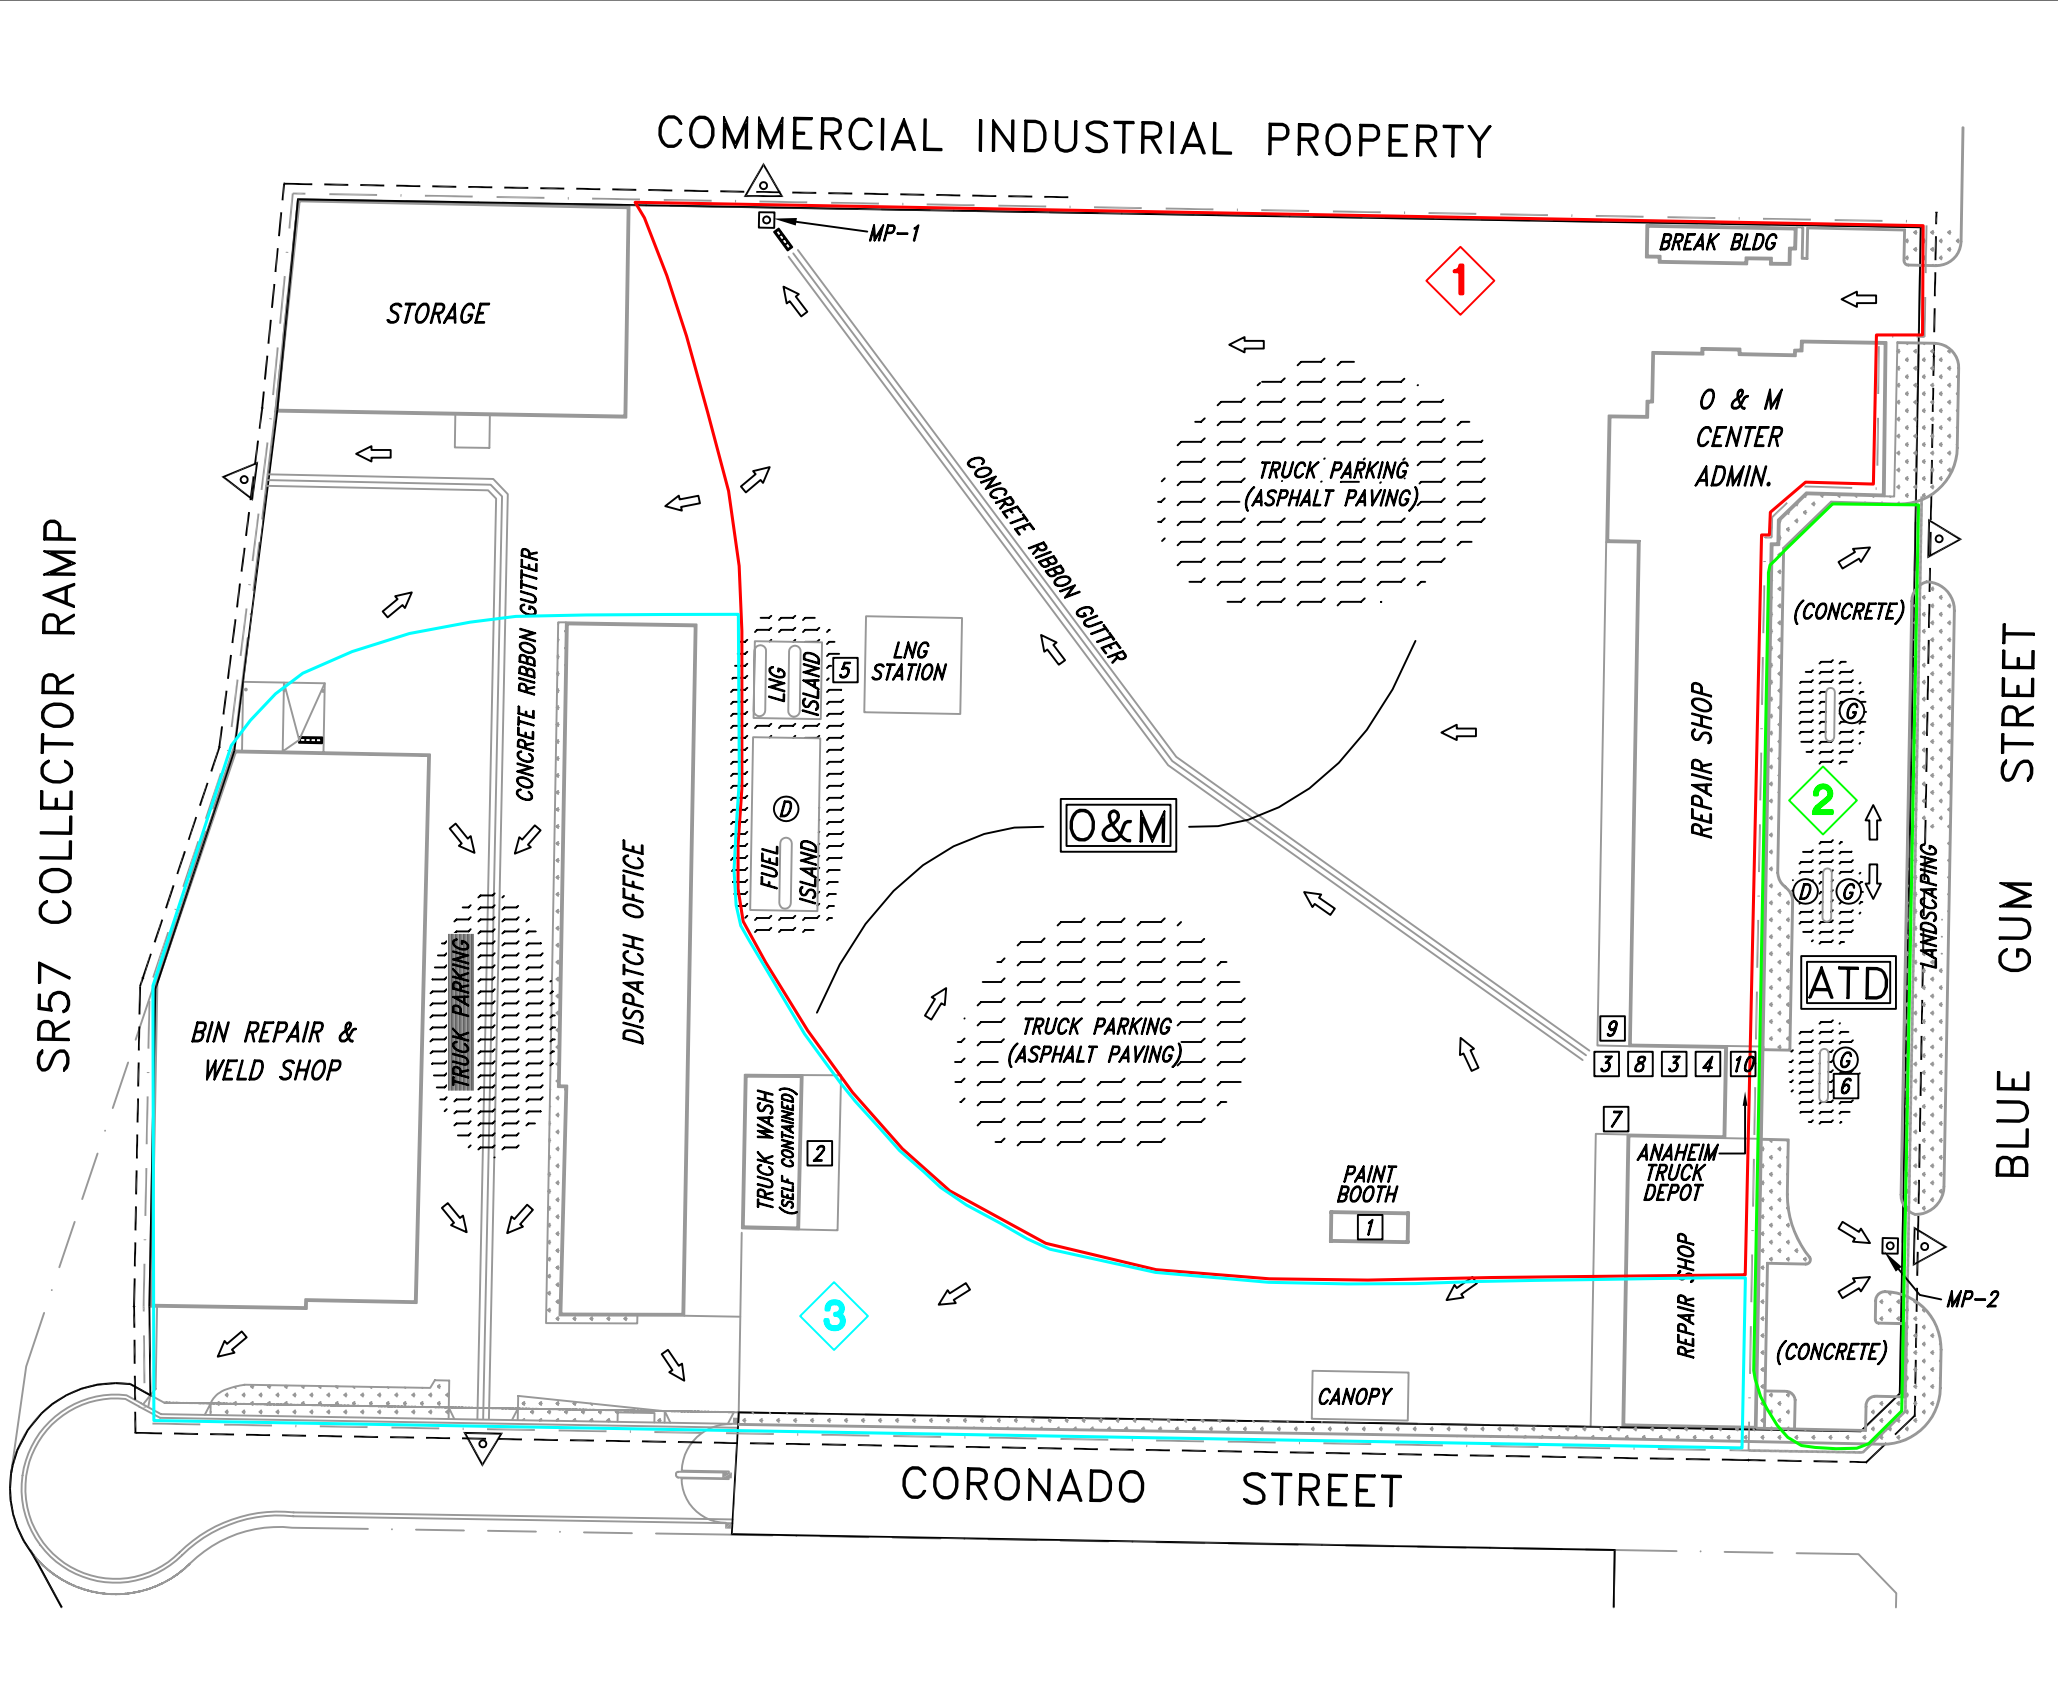 COMMERCIAL INDUSTRIAL PROPERTY
MP-1
BREAK BLDG
1
STORAGE
O & M
CENTER
ADMIN.
TRUCK PARKING
(ASPHALT PAVING)
CONCRETE RIBBON GUTTER
CONCRETE RIBBON GUTTER
SR57 COLLECTOR RAMP
(CONCRETE)
LNG
ISLAND
5
LNG
STATION
G
REPAIR SHOP
2
D
FUEL
ISLAND
O&M
D
G
LANDSCAPING
BLUE GUM STREET
DISPATCH OFFICE
TRUCK PARKING
ATD
BIN REPAIR &
WELD SHOP
TRUCK PARKING
(ASPHALT PAVING)
9
3
8
3
4
10
G
6
7
TRUCK WASH
(SELF CONTAINED)
2
ANAHEIM
TRUCK
DEPOT
PAINT
BOOTH
1
REPAIR SHOP
MP-2
3
(CONCRETE)
CANOPY
CORONADO STREET